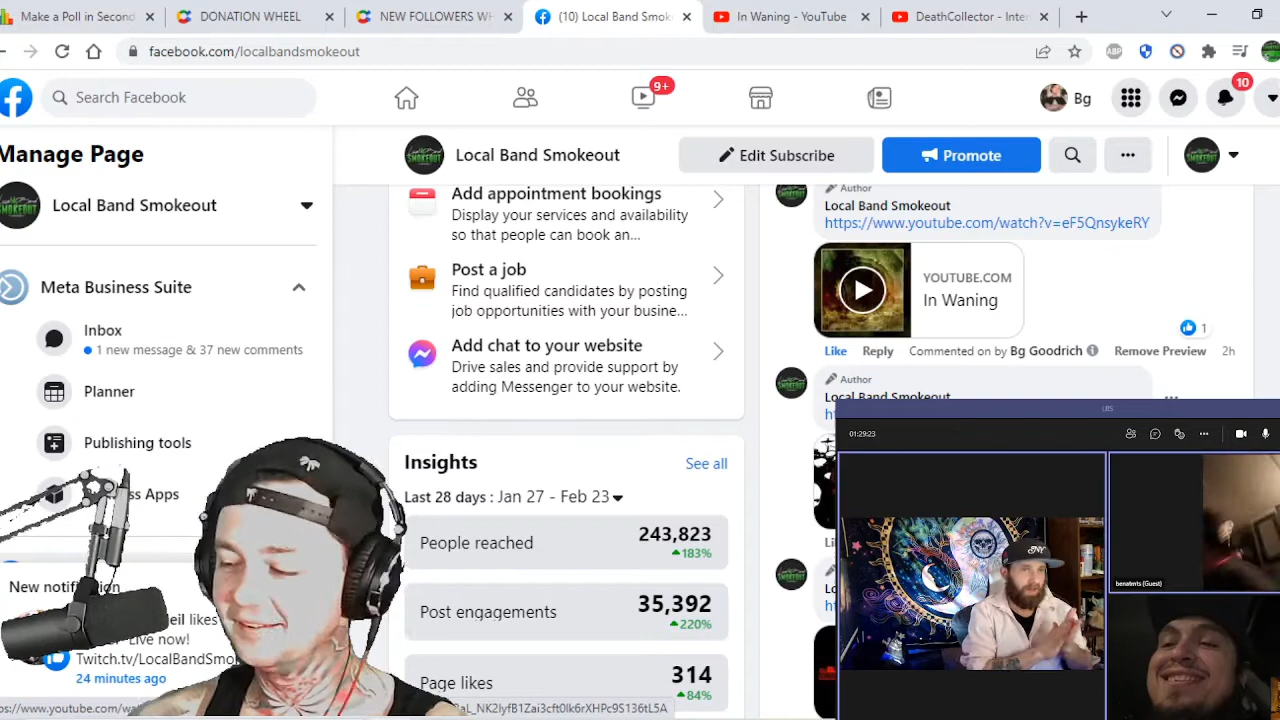 Make a Poll in Second
DONATION WHEEL
NEW FOLLOWERS WH
(10) Local Band Smok
In Waning - YouTube
DeathCollector - Inter
facebook.com/localbandsmokeout
ABP
Search Facebook
9+
Bg
10
Manage Page
Local Band Smokeout
Meta Business Suite
Inbox
1 new message & 37 new comments
Planner
Publishing tools
Apps
New notification
eil likes
Live now!
Twitch.tv/LocalBandSmo
24 minutes ago
Local Band Smokeout
Edit Subscribe
Promote
Add appointment bookings
Display your services and availability
so that people can book an...
Post a job
Find qualified candidates by posting
job opportunities with your busine...
Add chat to your website
Drive sales and provide support by
adding Messenger to your website.
Insights
See all
Last 28 days : Jan 27 - Feb 23
People reached
243,823
183%
Post engagements
35,392
220%
Page likes
314
84%
Author
Local Band Smokeout
https://www.youtube.com/watch?v=eF5QnsykeRY
YOUTUBE.COM
In Waning
1
Like Reply Commented on by Bg Goodrich Remove Preview 2h
Author
Local Band Smokeout
01:29:23
NY
benatmts (Guest)